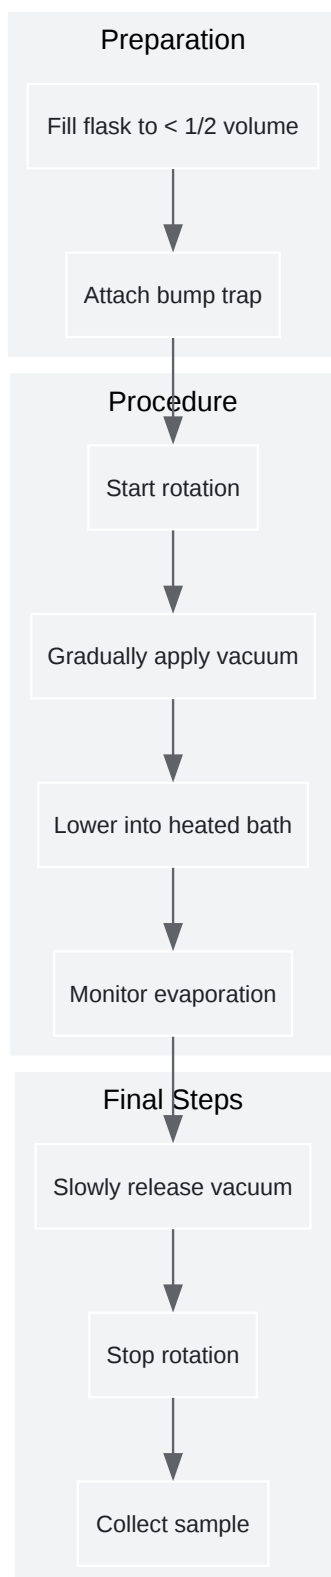 Preparation
Fill flask to < 1/2 volume
Attach bump trap
Procedure
Start rotation
Gradually apply vacuum
Lower into heated bath
Monitor evaporation
Final Steps
Slowly release vacuum
Stop rotation
Collect sample